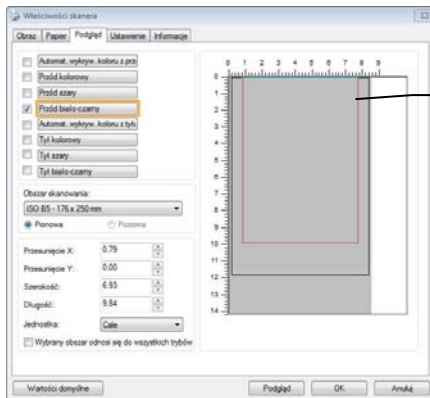 Właściwości skanera
Obraz Papier Podgląd Ustawienie Informacje
Automat. wykryw. koloru z prz
Przód kolorowy
Przód szary
Przód biało-czarny
Automat. wykryw. koloru z tyłu
Tył kolorowy
Tył szary
Tył biało-czarny
Obszar skanowania:
ISO B5 - 176 x 250 mm
Pionowa Pozioma
Przesunięcie X: 0.79
Przesunięcie Y: 0.00
Szerokość: 6.93
Długość: 9.84
Jednostka: Cale
Wybrany obszar odnosi się do wszystkich trybów
0 1 2 3 4 5 6 7 8 9
0
1
2
3
4
5
6
7
8
9
10
11
12
13
14
Wartości domyślne Podgląd OK Anuluj